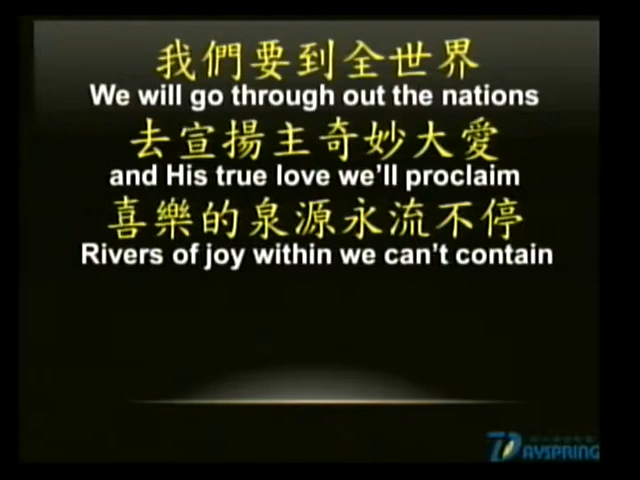 我們要到全世界
We will go through out the nations
去宣揚主奇妙大愛
and His true love we'll proclaim
喜樂的泉源永流不停
Rivers of joy within we can't contain
DAYSPRING